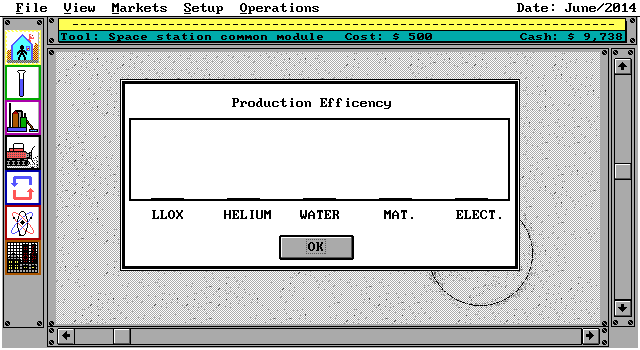 File View Markets Setup Operations Date: June/2014
Tool: Space station common module Cost: $ 500 Cash: $ 9,738
Production Efficency
LLOX HELIUM WATER MAT. ELECT.
OK